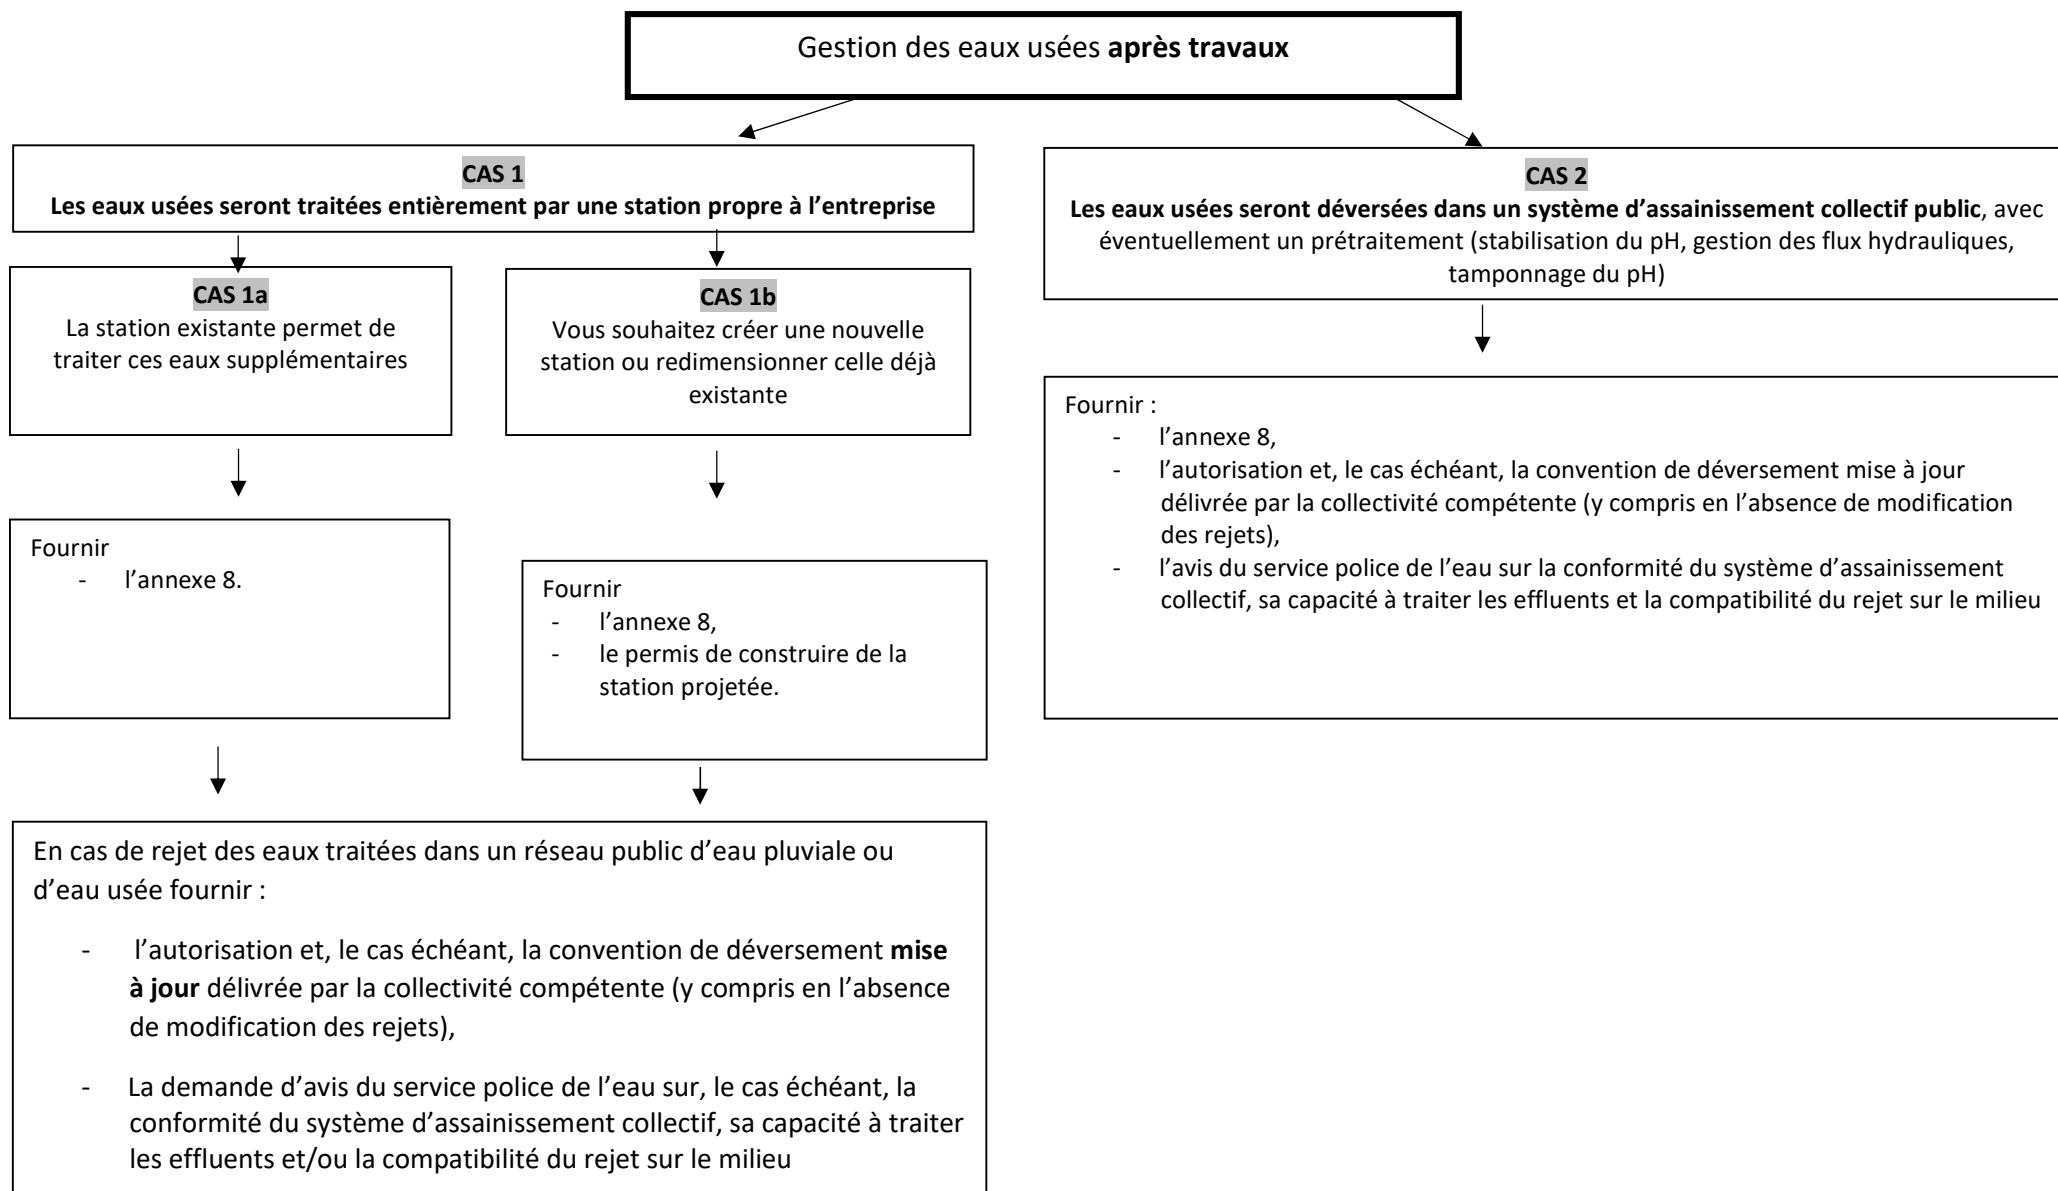 Gestion des eaux usées après travaux
CAS 1
Les eaux usées seront traitées entièrement par une station propre à l’entreprise
CAS 2
Les eaux usées seront déversées dans un système d’assainissement collectif public, avec
éventuellement un prétraitement (stabilisation du pH, gestion des flux hydrauliques,
tamponnage du pH)
CAS 1a
La station existante permet de
traiter ces eaux supplémentaires
CAS 1b
Vous souhaitez créer une nouvelle
station ou redimensionner celle déjà
existante
Fournir :
- l’annexe 8,
- l’autorisation et, le cas échéant, la convention de déversement mise à jour
délivrée par la collectivité compétente (y compris en l’absence de modification
des rejets),
- l’avis du service police de l’eau sur la conformité du système d’assainissement
collectif, sa capacité à traiter les effluents et la compatibilité du rejet sur le milieu
Fournir
- l’annexe 8.
Fournir
- l’annexe 8,
- le permis de construire de la
station projetée.
En cas de rejet des eaux traitées dans un réseau public d’eau pluviale ou
d’eau usée fournir :
- l’autorisation et, le cas échéant, la convention de déversement mise
à jour délivrée par la collectivité compétente (y compris en l’absence
de modification des rejets),
- La demande d’avis du service police de l’eau sur, le cas échéant, la
conformité du système d’assainissement collectif, sa capacité à traiter
les effluents et/ou la compatibilité du rejet sur le milieu